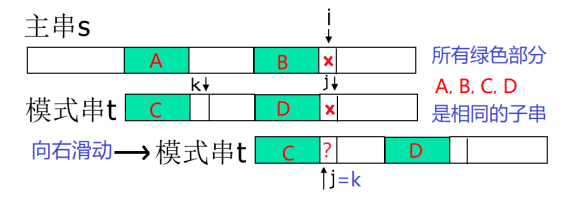 主串s
i
A B ×
所有绿色部分
A. B, C, D
是相同的子串
k j
模式串t C D ×
向右滑动 模式串t C ? D
j=k